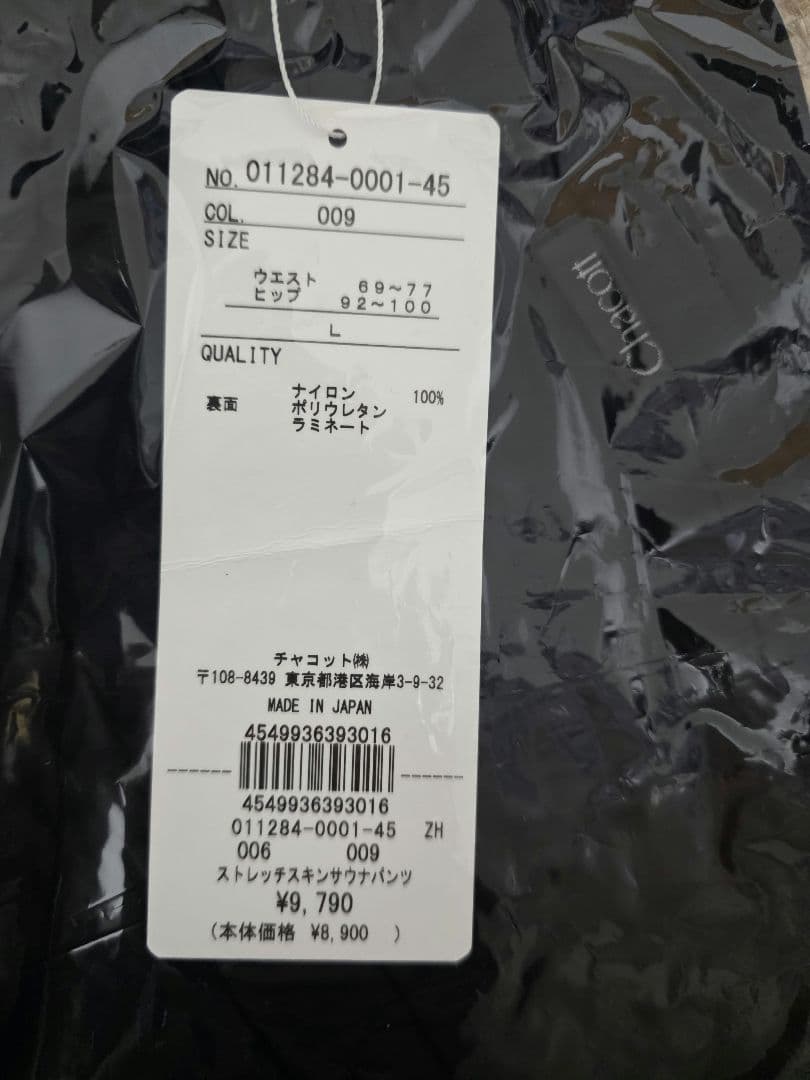 NO. 011284-0001-45
COL. 009
SIZE
ウエスト 69~77
ヒップ 92~100
L
QUALITY
ナイロン 100%
裏面 ポリウレタン
ラミネート
チャコット㈱
〒108-8439 東京都港区海岸3-9-32
MADE IN JAPAN
4549936393016
4549936393016
011284-0001-45 ZH
006 009
ストレッチスキンサウナパンツ
¥9,790
(本体価格 ¥8,900 )
Chacott